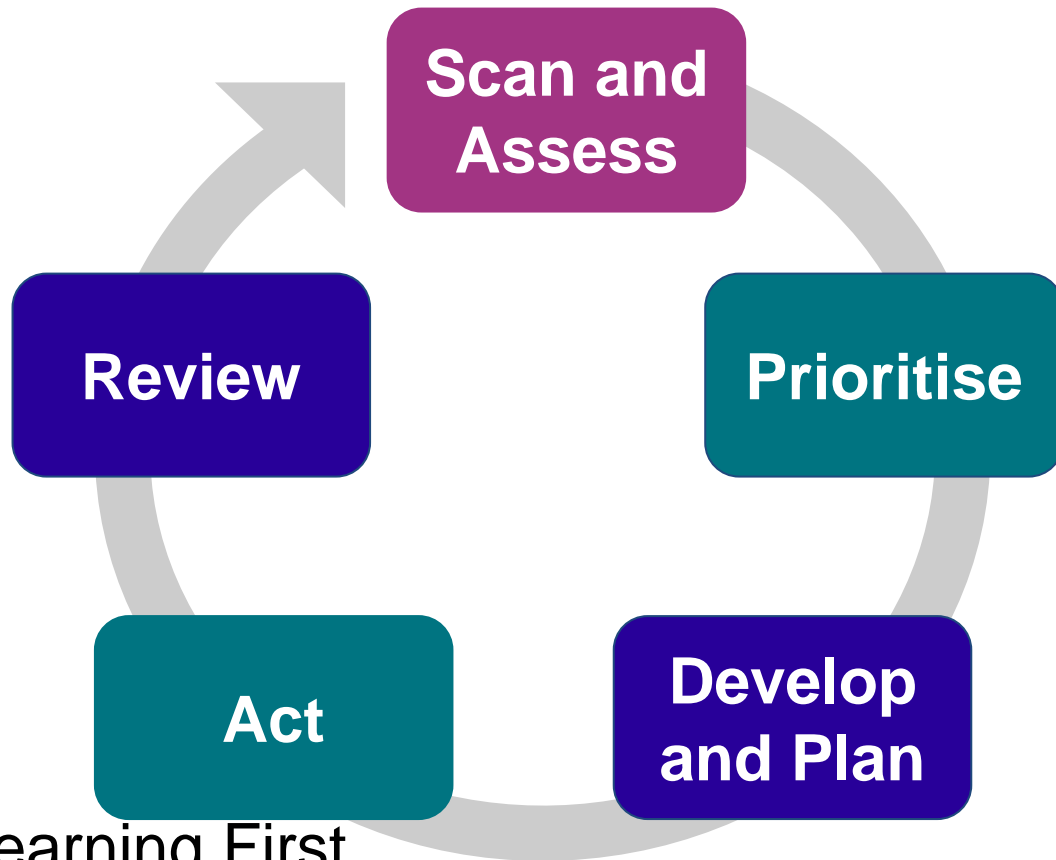 Scan and
Assess
Prioritise
Develop
and Plan
Act
Review
earning First